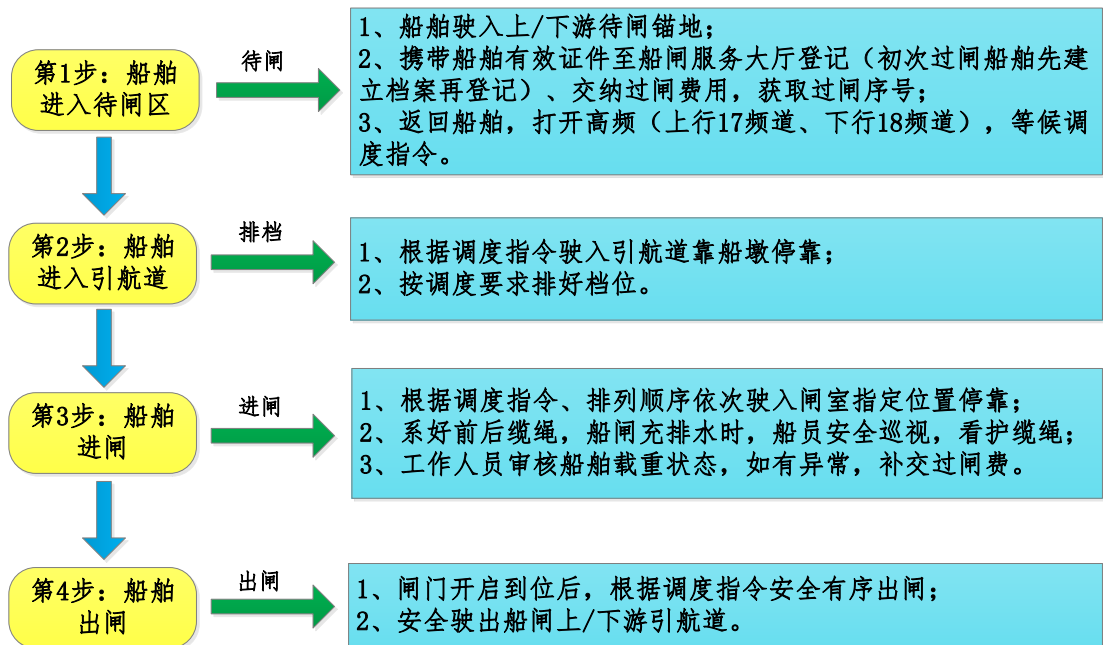 第1步：船舶
进入待闸区
待闸
1、船舶驶入上/下游待闸锚地；
2、携带船舶有效证件至船闸服务大厅登记（初次过闸船舶先建
立档案再登记）、交纳过闸费用，获取过闸序号；
3、返回船舶，打开高频（上行17频道、下行18频道），等候调
度指令。
第2步：船舶
进入引航道
排档
1、根据调度指令驶入引航道靠船墩停靠；
2、按调度要求排好档位。
第3步：船舶
进闸
进闸
1、根据调度指令、排列顺序依次驶入闸室指定位置停靠；
2、系好前后缆绳，船闸充排水时，船员安全巡视，看护缆绳；
3、工作人员审核船舶载重状态，如有异常，补交过闸费。
第4步：船舶
出闸
出闸
1、闸门开启到位后，根据调度指令安全有序出闸；
2、安全驶出船闸上/下游引航道。